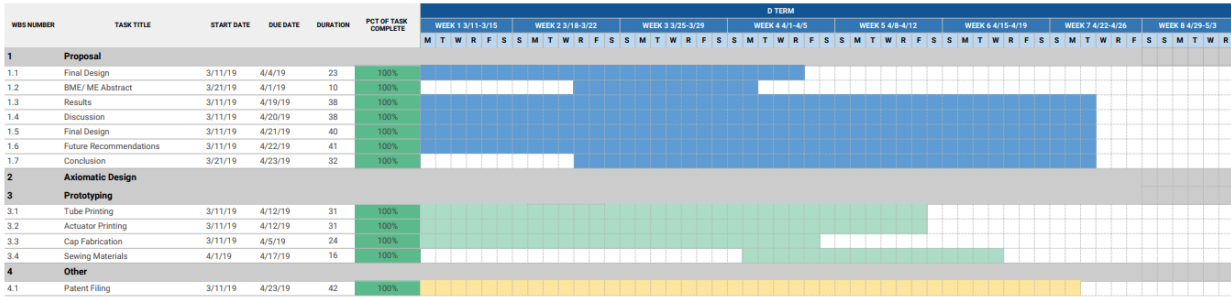 D TERM
WBS NUMBER TASK TITLE START DATE DUE DATE DURATION PCT OF TASK COMPLETE WEEK 1 3/11-3/15 WEEK 2 3/18-3/22 WEEK 3 3/25-3/29 WEEK 4 4/1-4/5 WEEK 5 4/8-4/12 WEEK 6 4/15-4/19 WEEK 7 4/22-4/26 WEEK 8 4/29-5/3
M T W R F S S M T W R F S S M T W R F S S M T W R F S S M T W R F S S M T W R F S S M T W R F S S M T W R
1 Proposal
1.1 Final Design 3/11/19 4/4/19 23 100%
1.2 BME/ ME Abstract 3/21/19 4/1/19 10 100%
1.3 Results 3/11/19 4/19/19 38 100%
1.4 Discussion 3/11/19 4/20/19 38 100%
1.5 Final Design 3/11/19 4/21/19 40 100%
1.6 Future Recommendations 3/11/19 4/22/19 41 100%
1.7 Conclusion 3/21/19 4/23/19 32 100%
2 Axiomatic Design
3 Prototyping
3.1 Tube Printing 3/11/19 4/12/19 31 100%
3.2 Actuator Printing 3/11/19 4/12/19 31 100%
3.3 Cap Fabrication 3/11/19 4/5/19 24 100%
3.4 Sewing Materials 4/1/19 4/17/19 16 100%
4 Other
4.1 Patent Filing 3/11/19 4/23/19 42 100%